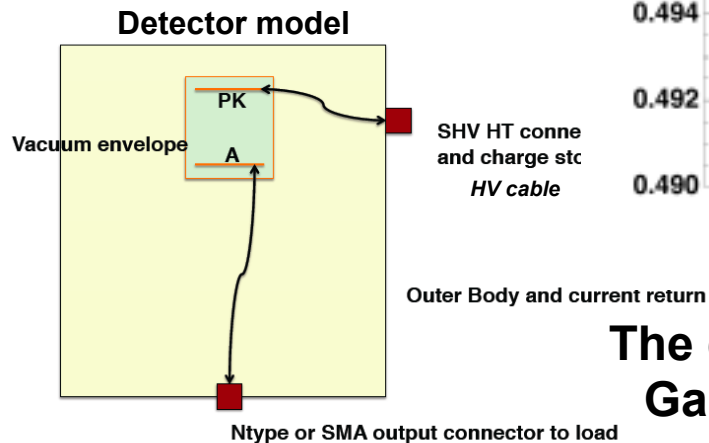 Detector model
0.494
PK
0.492
SHV HT conne
Vacuum envelope
A
and charge sto
HV cable
0.490
Outer Body and current return
The
Ga
Ntype or SMA output connector to load